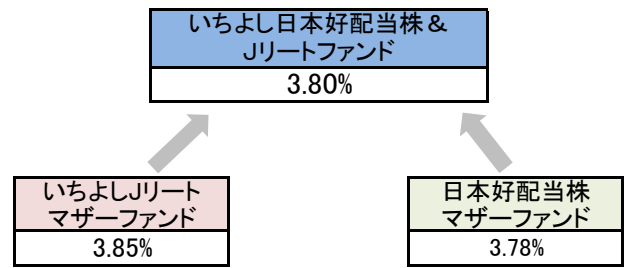 いちよし日本好配当株&
Jリートファンド
3.80%
いちよしJリート
マザーファンド
3.85%
日本好配当株
マザーファンド
3.78%